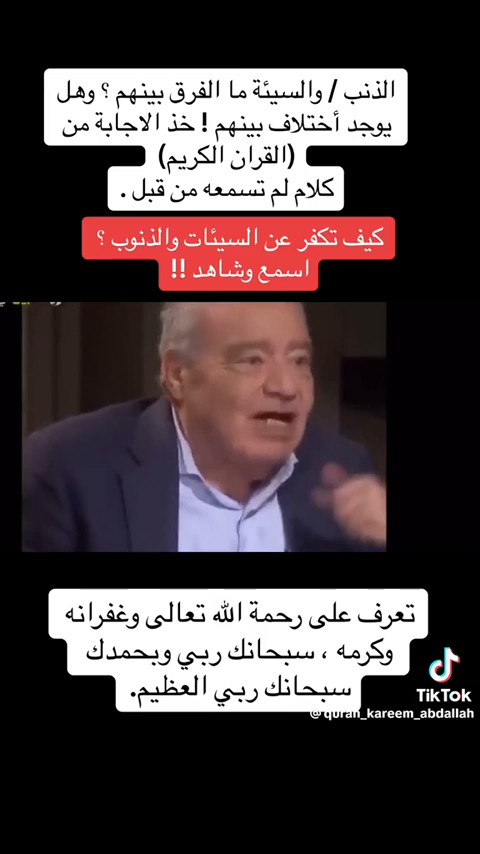 الذنب / والسيئة ما الفرق بينهم ؟ وهل
يوجد أختلاف بينهم ! خذ الاجابة من
(القران الكريم)
كلام لم تسمعه من قبل .
كيف تكفر عن السيئات والذنوب ؟
اسمع وشاهد !!
تعرف على رحمة الله تعالى وغفرانه
وكرمه ، سبحانك ربي وبحمدك
سبحانك ربي العظيم.
TikTok
@quran_kareem_abdallah